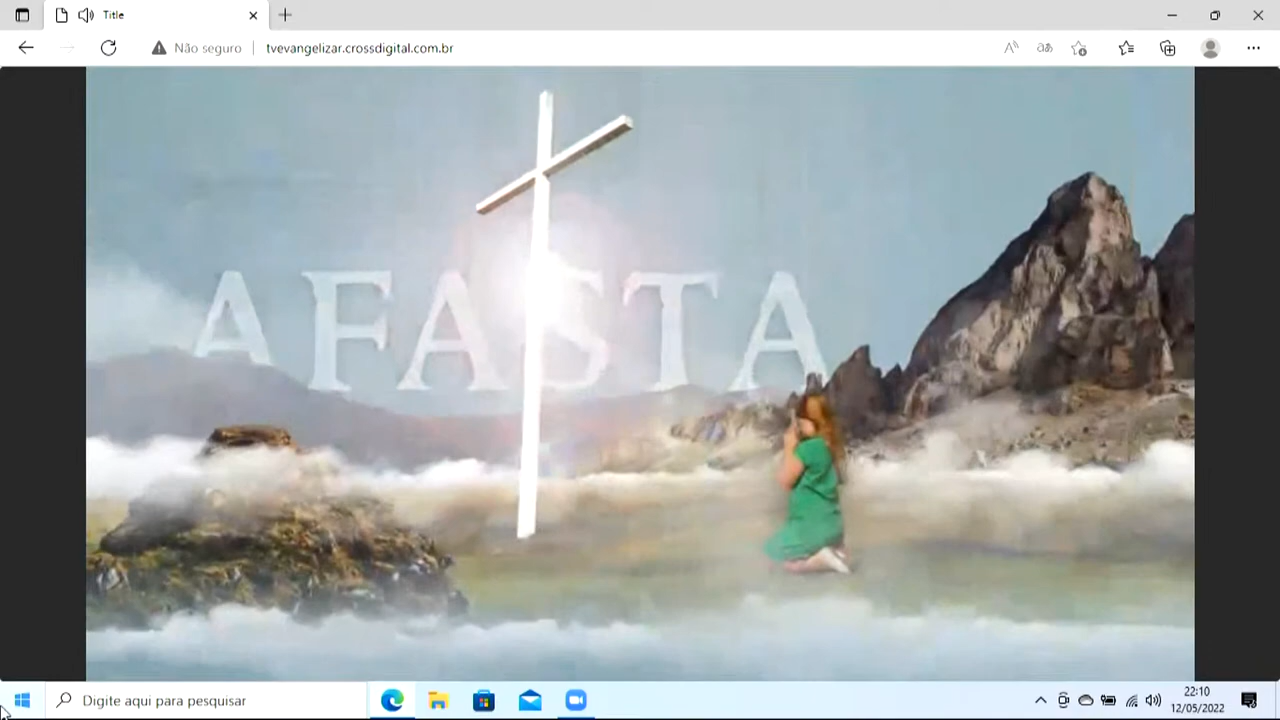 Title
Não seguro
tvevangelizar.crossdigital.com.br
AFASTA
Digite aqui para pesquisar
22:10
12/05/2022